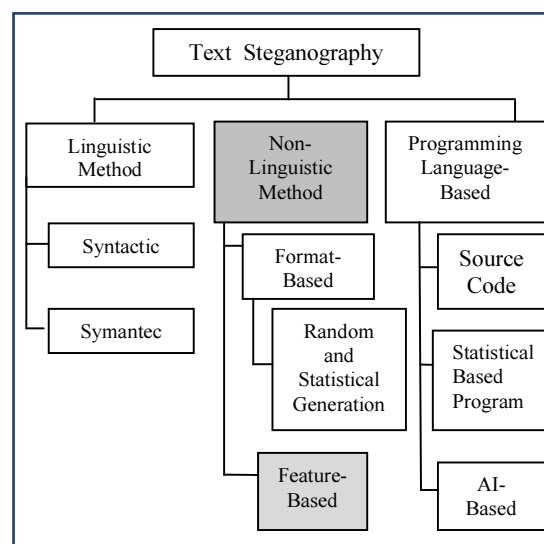 Text Steganography
Linguistic
Method
Syntactic
Symantec
Non-
Linguistic
Method
Format-
Based
Random
and
Statistical
Generation
Feature-
Based
Programming
Language-
Based
Source
Code
Statistical
Based
Program
AI-
Based